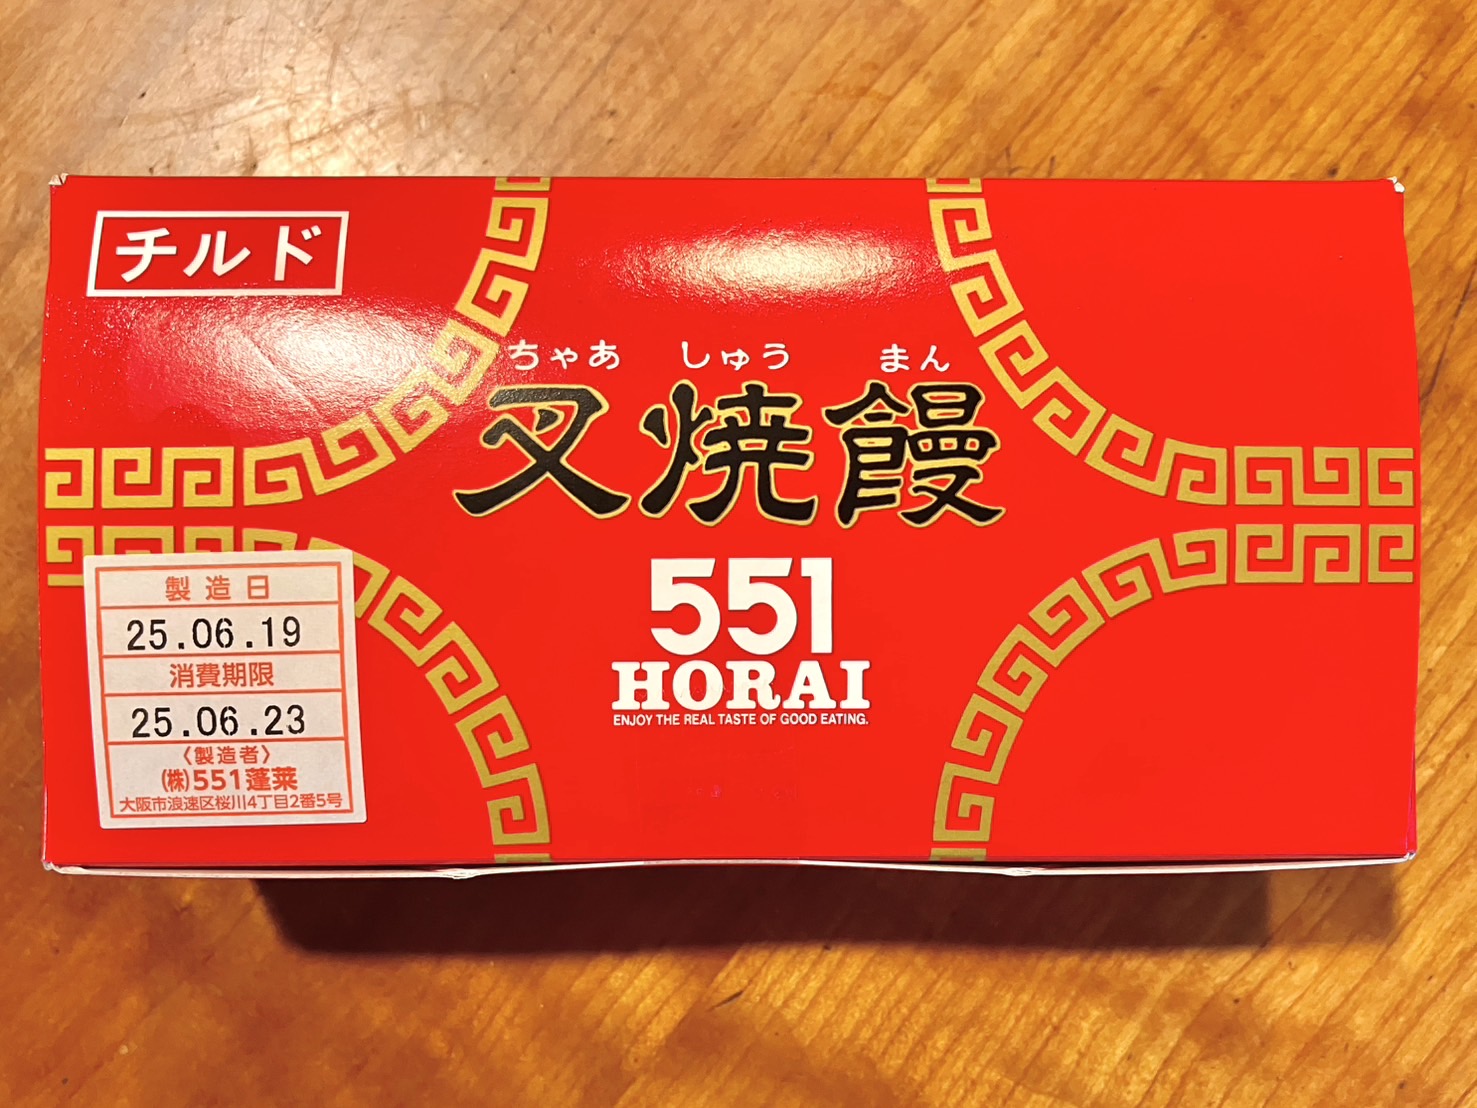 チルド
ちゃあ しゅう まん
叉焼饅
551
HORAI
ENJOY THE REAL TASTE OF GOOD EATING.
製造日
25.06.19
消費期限
25.06.23
〈製造者〉
㈱551蓬莱
大阪市浪速区桜川4丁目2番5号